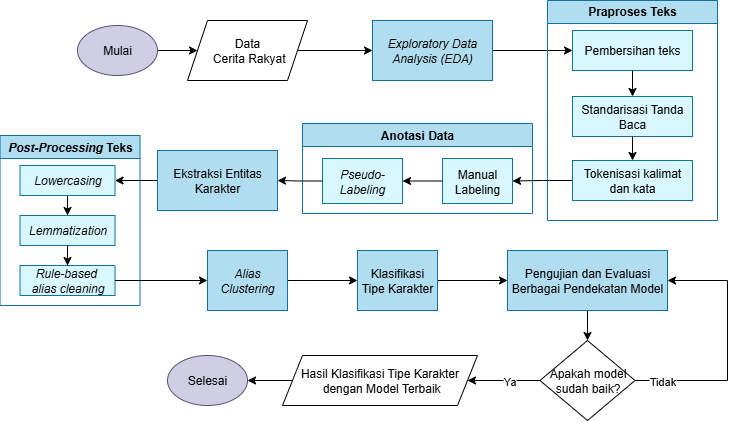 Mulai
Data
Cerita Rakyat
Exploratory Data
Analysis (EDA)
Praproses Teks
Pembersihan teks
Standarisasi Tanda
Baca
Tokenisasi kalimat
dan kata
Anotasi Data
Manual
Labeling
Pseudo-
Labeling
Ekstraksi Entitas
Karakter
Post-Processing Teks
Lowercasing
Lemmatization
Rule-based
alias cleaning
Alias
Clustering
Klasifikasi
Tipe Karakter
Pengujian dan Evaluasi
Berbagai Pendekatan Model
Apakah model
sudah baik?
Tidak
Ya
Hasil Klasifikasi Tipe Karakter
dengan Model Terbaik
Selesai